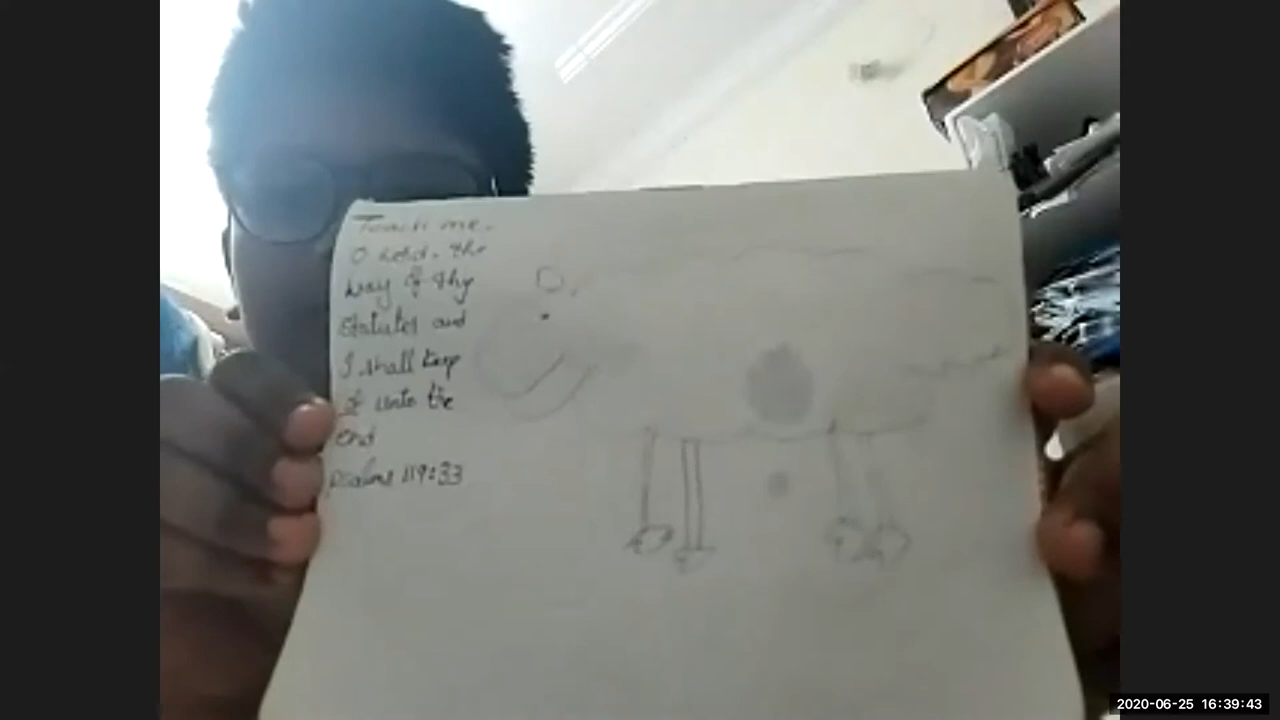 Teach me.
O Lord, the
way of thy
statutes and
I shall keep
it unto the
end
psalms 119:33
2020-06-25 16:39:43